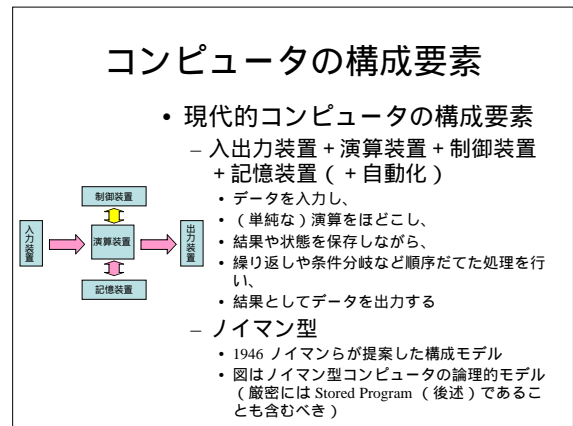 コンピュータの構成要素
• 現代的コンピュータの構成要素
– 入出力装置+演算装置+制御装置
+記憶装置(+自動化)
• データを入力し、
• (単純な)演算をほどこし、
• 結果や状態を保存しながら、
• 繰り返しや条件分岐など順序だてた処理を行
い、
• 結果としてデータを出力する
– ノイマン型
• 1946 ノイマンらが提案した構成モデル
• 図はノイマン型コンピュータの論理的モデル
(厳密には Stored Program (後述)であるこ
とも含むべき)
制御装置
入力装置
演算装置
出力装置
記憶装置